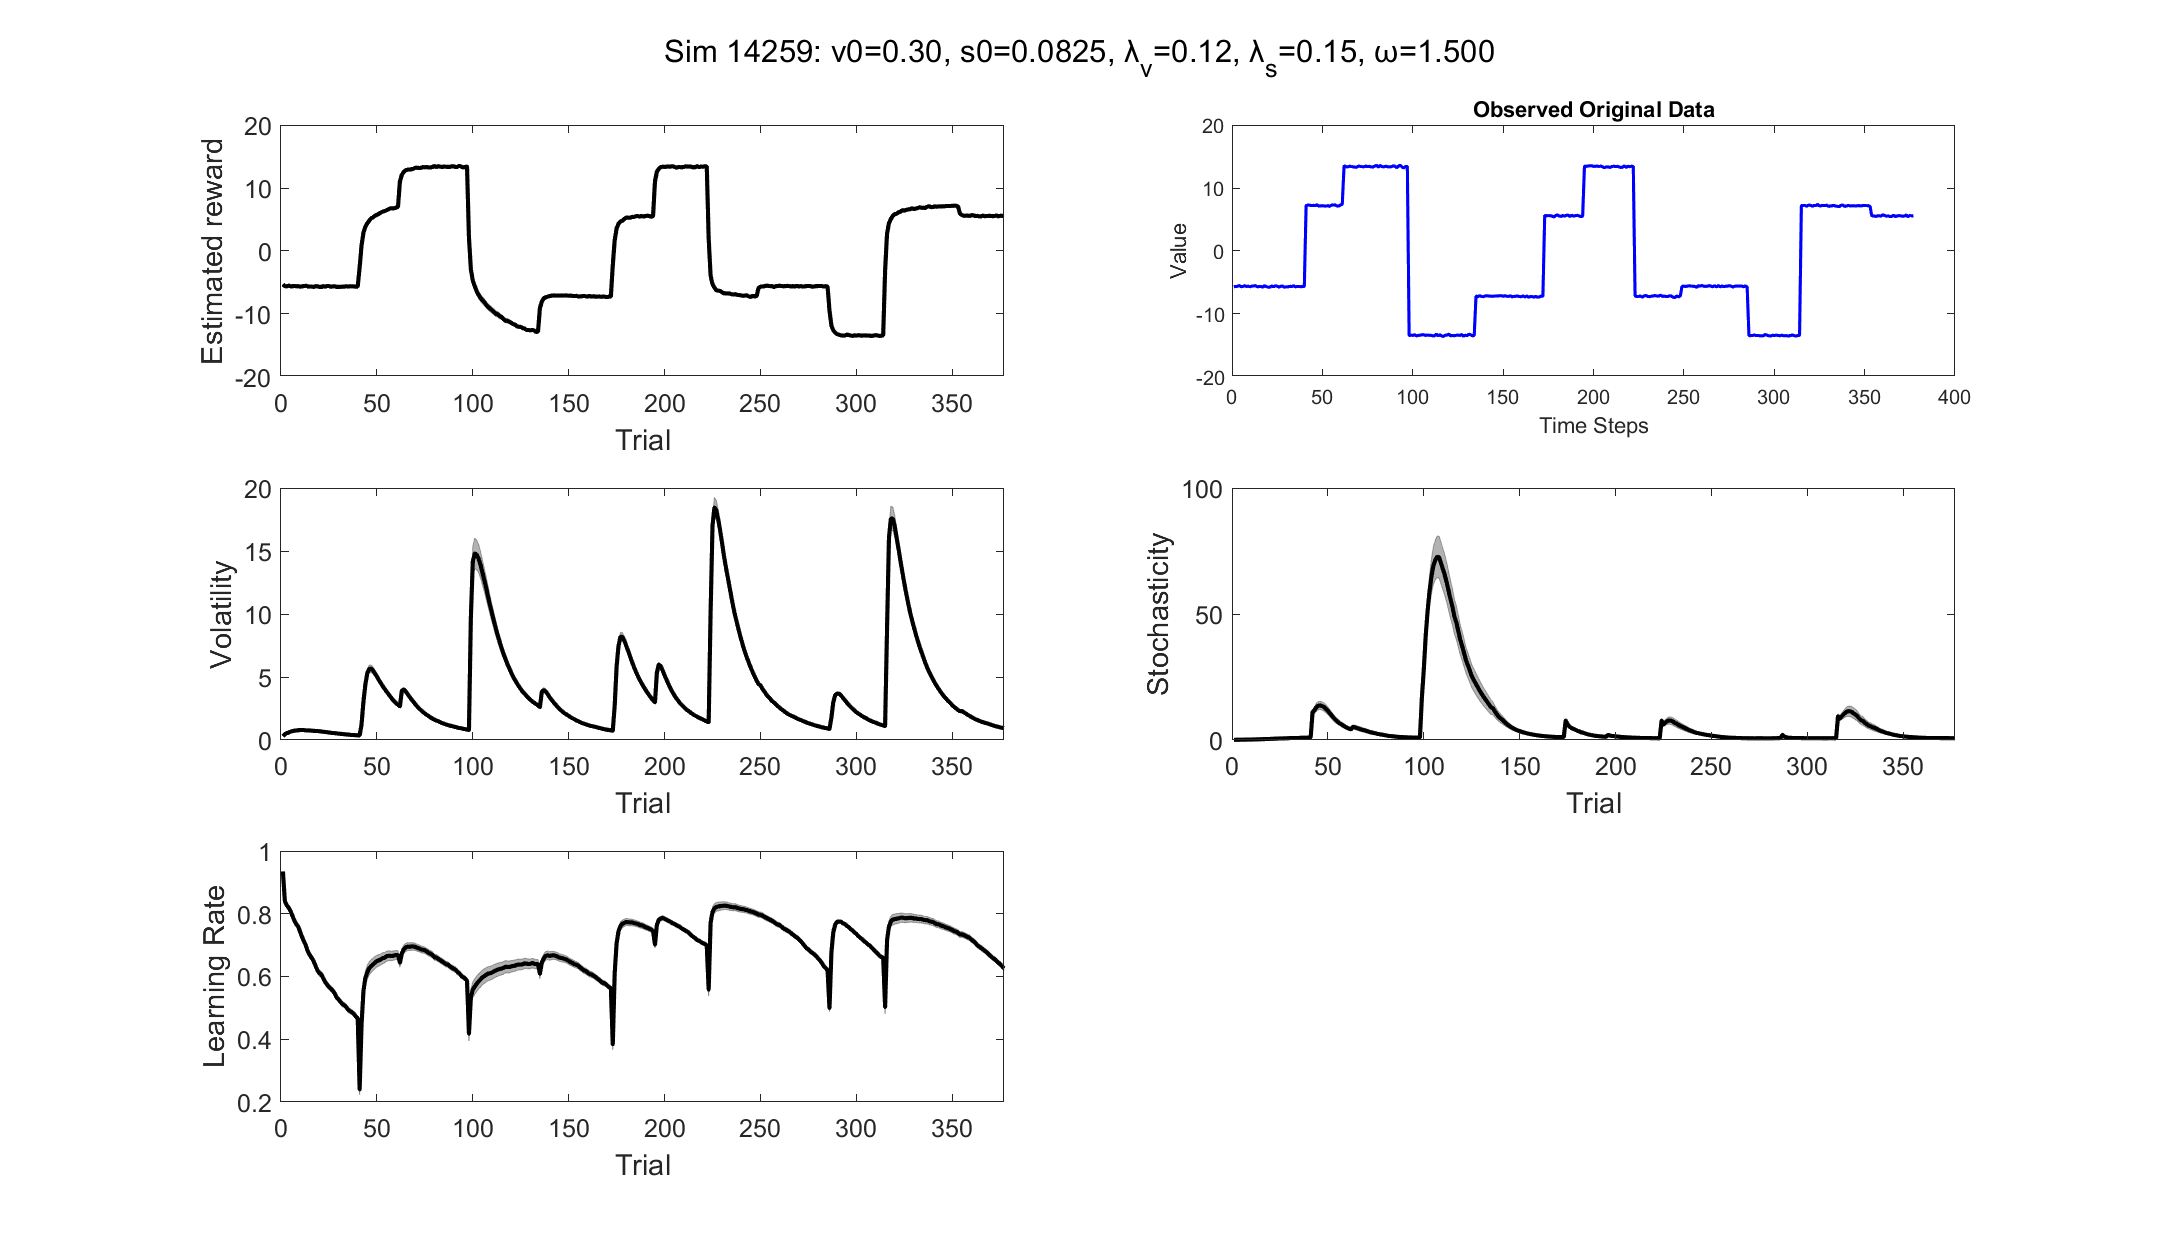 Sim 14259: v0=0.30, s0=0.0825, λ_v=0.12, λ_s=0.15, ω=1.500
Estimated reward
20
10
0
-10
-20
0 50 100 150 200 250 300 350
Trial
Observed Original Data
Value
20
10
0
-10
-20
0 50 100 150 200 250 300 350 400
Time Steps
Volatility
20
15
10
5
0
0 50 100 150 200 250 300 350
Trial
Stochasticity
100
50
0
0 50 100 150 200 250 300 350
Trial
Learning Rate
1
0.8
0.6
0.4
0.2
0 50 100 150 200 250 300 350
Trial